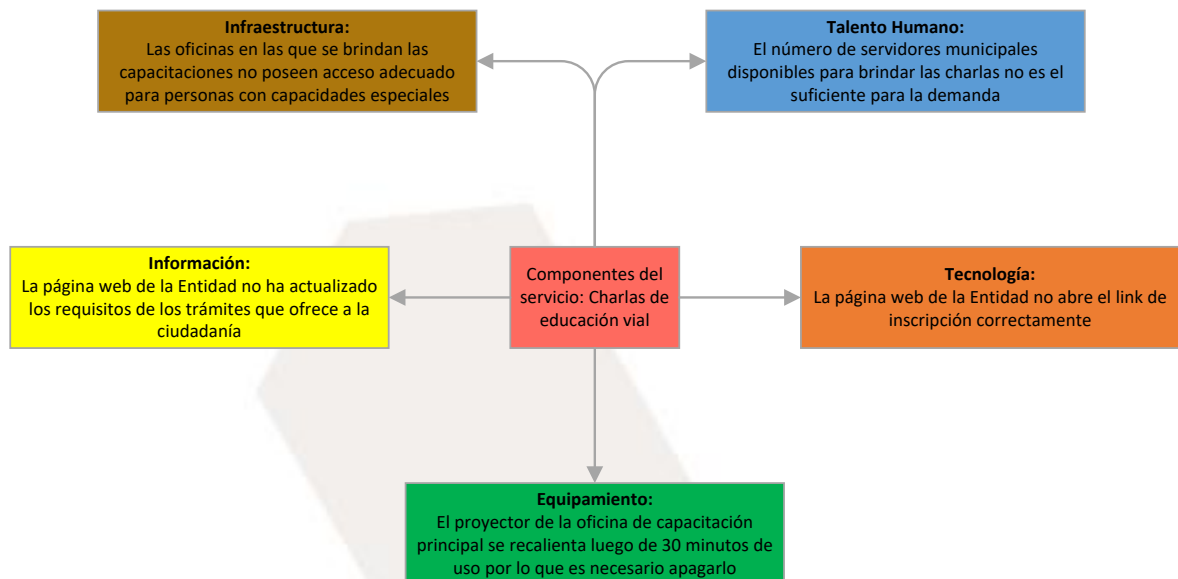 Infraestructura:
Las oficinas en las que se brindan las
capacitaciones no poseen acceso adecuado
para personas con capacidades especiales
Talento Humano:
El número de servidores municipales
disponibles para brindar las charlas no es el
suficiente para la demanda
Información:
La página web de la Entidad no ha actualizado
los requisitos de los trámites que ofrece a la
ciudadanía
Componentes del
servicio: Charlas de
educación vial
Tecnología:
La página web de la Entidad no abre el link de
inscripción correctamente
Equipamiento:
El proyector de la oficina de capacitación
principal se recalienta luego de 30 minutos de
uso por lo que es necesario apagarlo